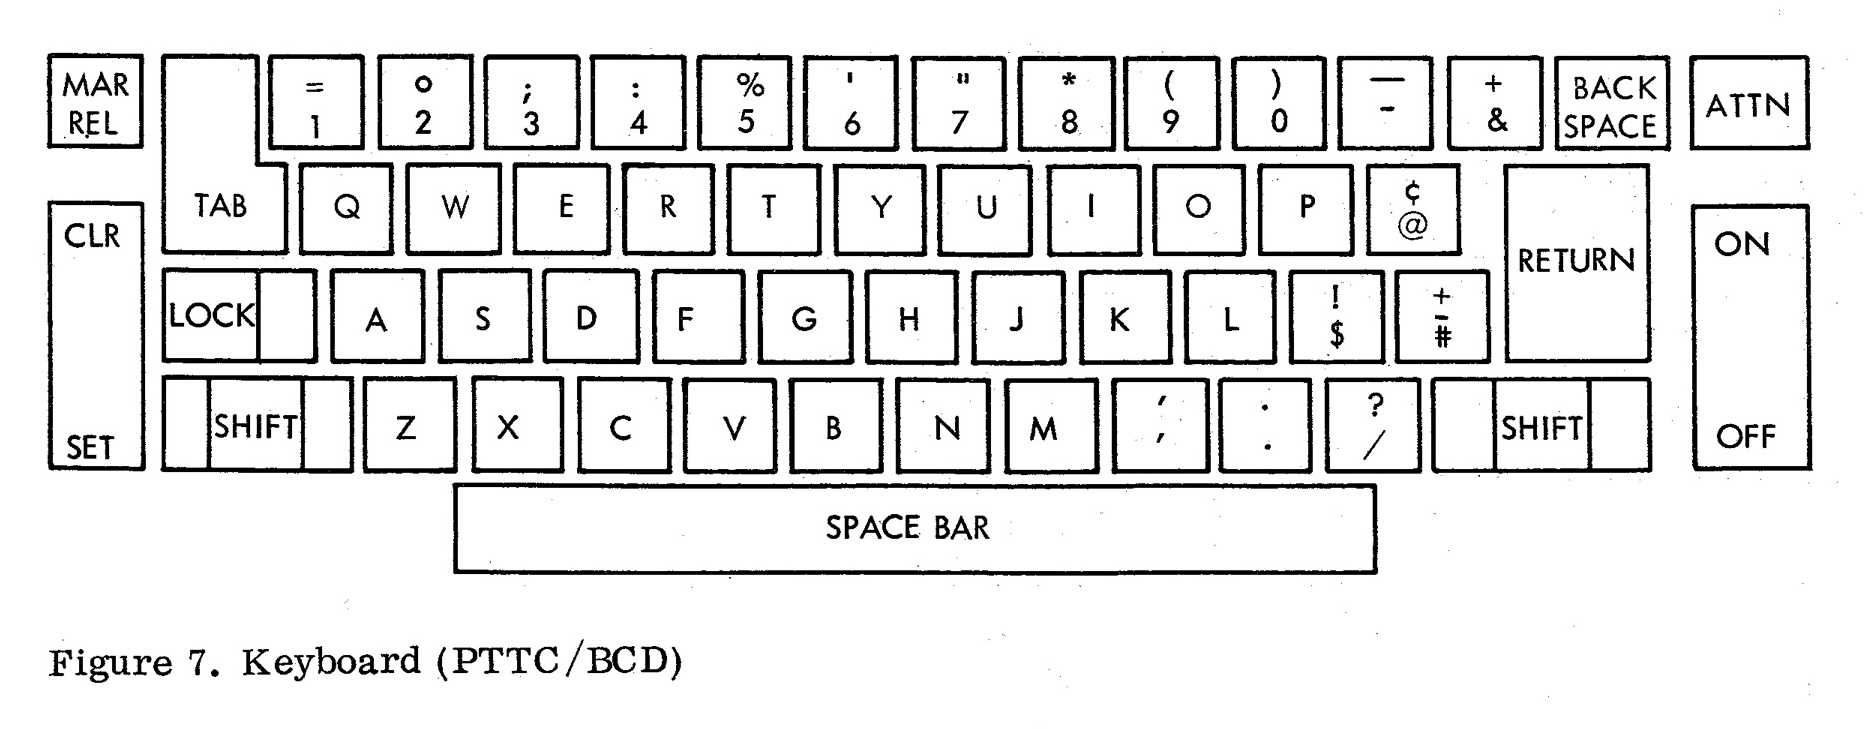 MAR REL
TAB
= 1
° 2
; 3
: 4
% 5
' 6
" 7
* 8
( 9
) 0
— -
+ &
BACK SPACE
ATTN
Q W E R T Y U I O P
¢ @
RETURN
CLR
SET
ON
OFF
LOCK
A S D F G H J K L
! $
± #
SHIFT
Z X C V B N M
, ,
. .
? /
SHIFT
SPACE BAR
Figure 7. Keyboard (PTTC/BCD)